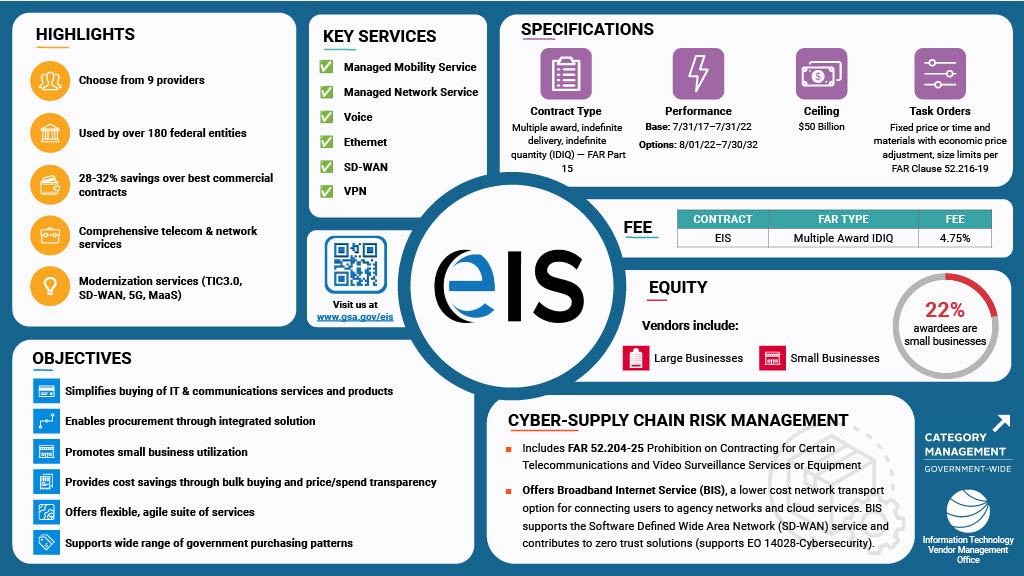 HIGHLIGHTS
Choose from 9 providers
Used by over 180 federal entities
28-32% savings over best commercial
contracts
Comprehensive telecom & network
services
Modernization services (TIC3.0,
SD-WAN, 5G, MaaS)
KEY SERVICES
Managed Mobility Service
Managed Network Service
Voice
Ethernet
SD-WAN
VPN
Visit us at
www.gsa.gov/eis
eIS
SPECIFICATIONS
Contract Type
Multiple award, indefinite
delivery, indefinite
quantity (IDIQ) — FAR Part
15
Performance
Base: 7/31/17–7/31/22
Options: 8/01/22–7/30/32
Ceiling
$50 Billion
Task Orders
Fixed price or time and
materials with economic price
adjustment, size limits per
FAR Clause 52.216-19
FEE
CONTRACT FAR TYPE FEE
EIS Multiple Award IDIQ 4.75%
EQUITY
Vendors include:
Large Businesses Small Businesses
22%
awardees are
small businesses
OBJECTIVES
Simplifies buying of IT & communications services and products
Enables procurement through integrated solution
Promotes small business utilization
Provides cost savings through bulk buying and price/spend transparency
Offers flexible, agile suite of services
Supports wide range of government purchasing patterns
CYBER-SUPPLY CHAIN RISK MANAGEMENT
Includes FAR 52.204-25 Prohibition on Contracting for Certain
Telecommunications and Video Surveillance Services or Equipment
Offers Broadband Internet Service (BIS), a lower cost network transport
option for connecting users to agency networks and cloud services. BIS
supports the Software Defined Wide Area Network (SD-WAN) service and
contributes to zero trust solutions (supports EO 14028-Cybersecurity).
CATEGORY
MANAGEMENT
GOVERNMENT-WIDE
Information Technology
Vendor Management
Office